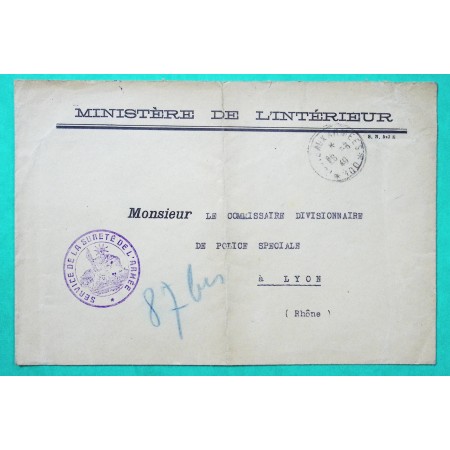 MINISTÈRE DE L'INTÉRIEUR
Monsieur LE COMMISSAIRE DIVISIONNAIRE
DE POLICE SPECIALE
à LYON
(Rhône)
SERVICE DE LA SURETÉ DE L'ARMÉE
87 bis